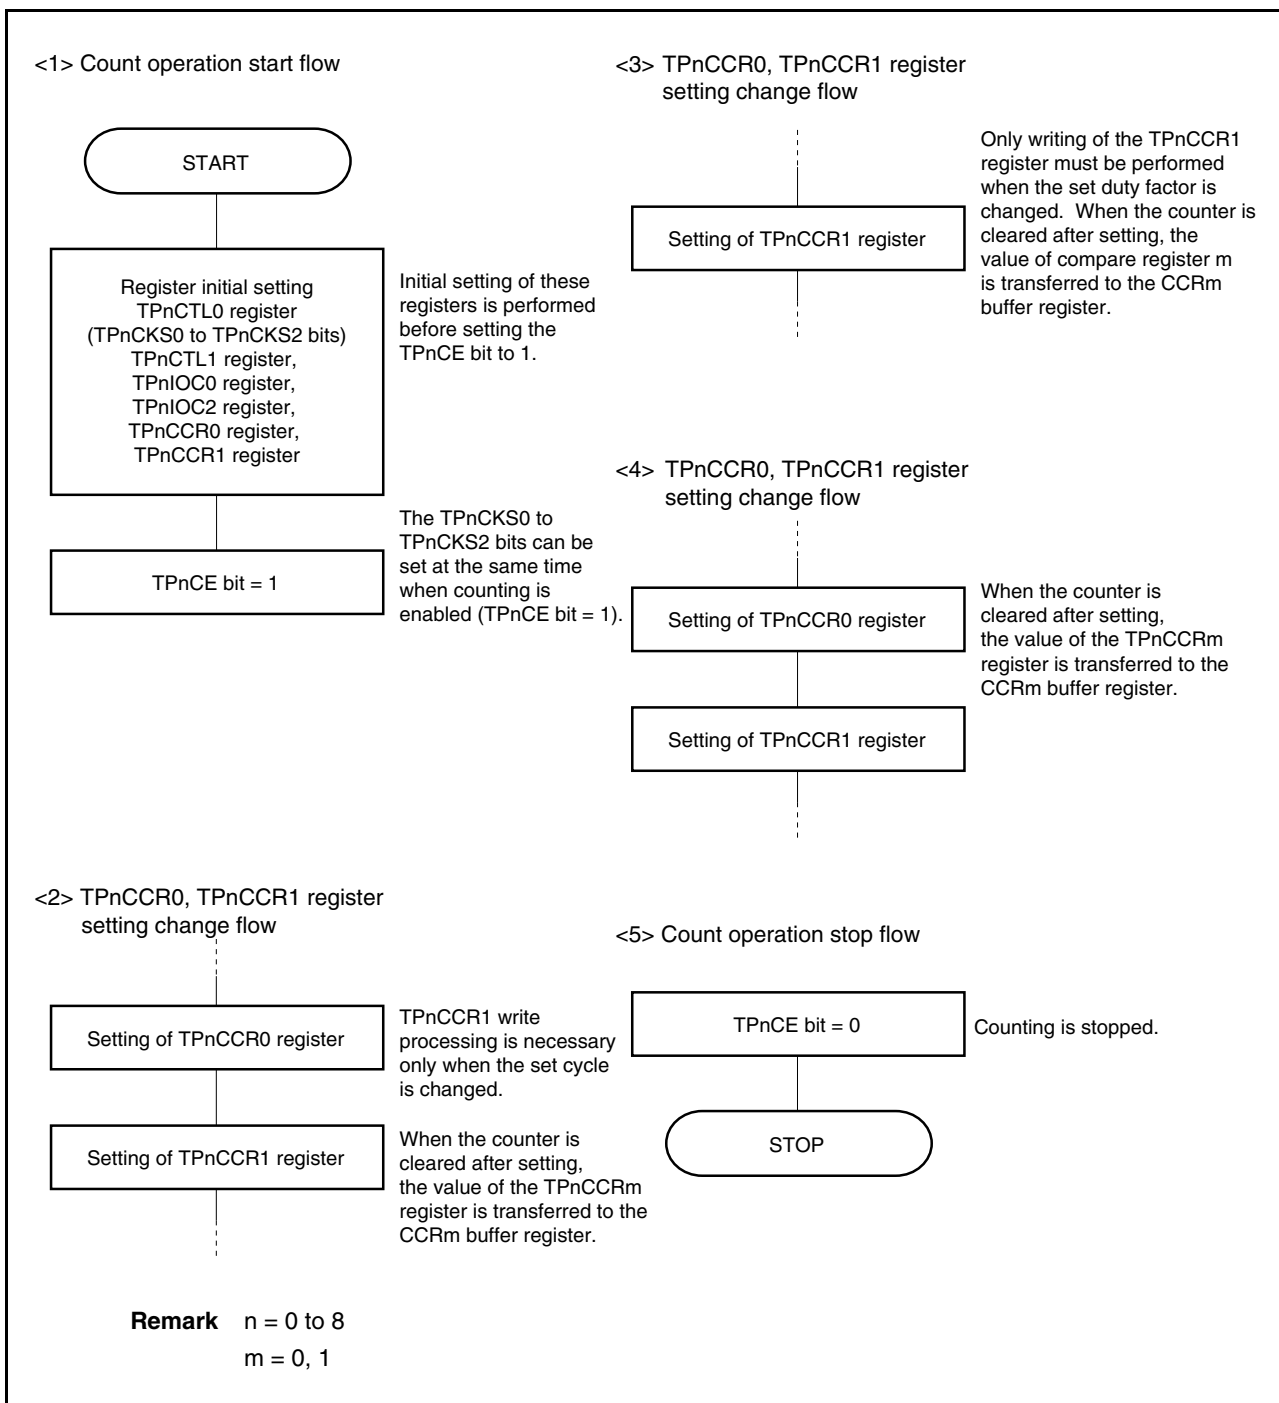 <1> Count operation start flow
START
Register initial setting
TPnCTL0 register
(TPnCKS0 to TPnCKS2 bits)
TPnCTL1 register,
TPnIOC0 register,
TPnIOC2 register,
TPnCCR0 register,
TPnCCR1 register
Initial setting of these
registers is performed
before setting the
TPnCE bit to 1.
TPnCE bit = 1
The TPnCKS0 to
TPnCKS2 bits can be
set at the same time
when counting is
enabled (TPnCE bit = 1).
<2> TPnCCR0, TPnCCR1 register
setting change flow
Setting of TPnCCR0 register
TPnCCR1 write
processing is necessary
only when the set cycle
is changed.
Setting of TPnCCR1 register
When the counter is
cleared after setting,
the value of the TPnCCRm
register is transferred to the
CCRm buffer register.
<3> TPnCCR0, TPnCCR1 register
setting change flow
Setting of TPnCCR1 register
Only writing of the TPnCCR1
register must be performed
when the set duty factor is
changed. When the counter is
cleared after setting, the
value of compare register m
is transferred to the CCRm
buffer register.
<4> TPnCCR0, TPnCCR1 register
setting change flow
Setting of TPnCCR0 register
When the counter is
cleared after setting,
the value of the TPnCCRm
register is transferred to the
CCRm buffer register.
Setting of TPnCCR1 register
<5> Count operation stop flow
TPnCE bit = 0
Counting is stopped.
STOP
Remark n = 0 to 8
m = 0, 1